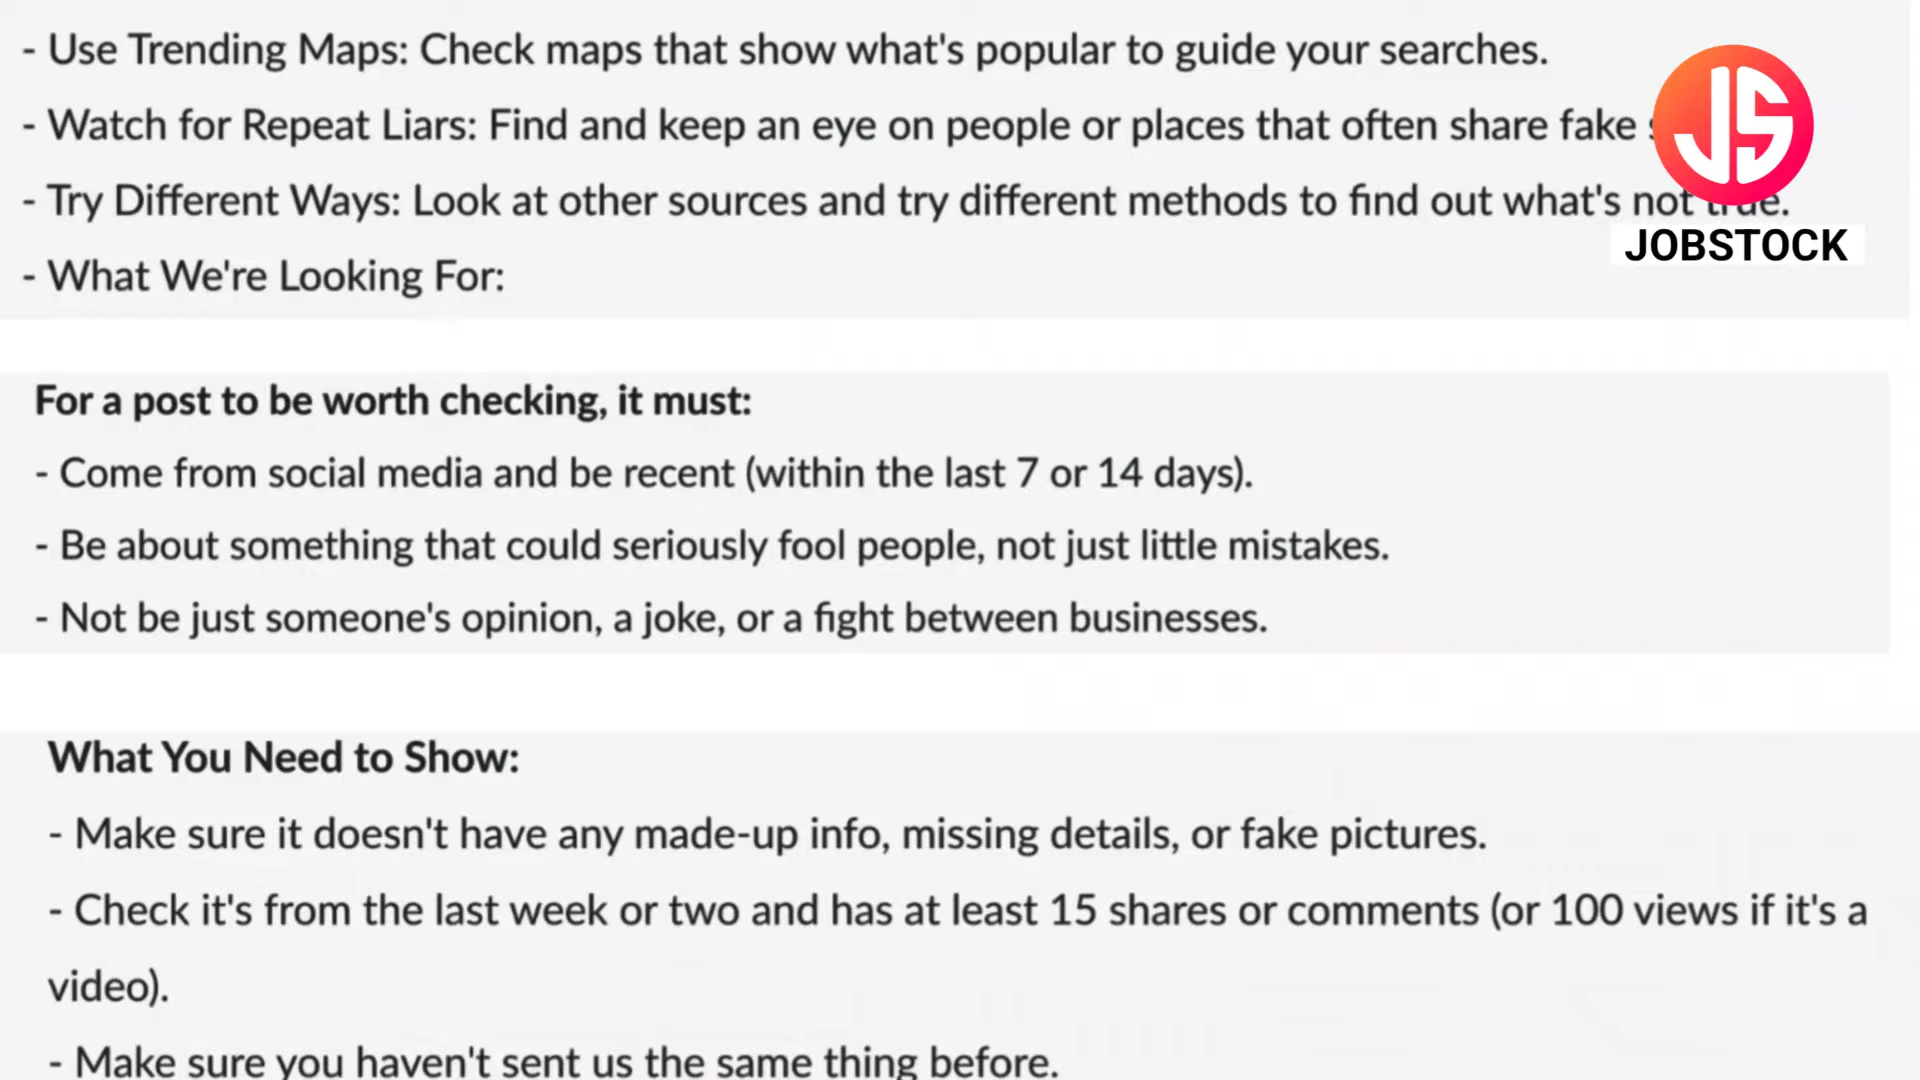 - Use Trending Maps: Check maps that show what's popular to guide your searches.
- Watch for Repeat Liars: Find and keep an eye on people or places that often share fake
- Try Different Ways: Look at other sources and try different methods to find out what's not true.
- What We're Looking For:
JS
JOBSTOCK
For a post to be worth checking, it must:
- Come from social media and be recent (within the last 7 or 14 days).
- Be about something that could seriously fool people, not just little mistakes.
- Not be just someone's opinion, a joke, or a fight between businesses.
What You Need to Show:
- Make sure it doesn't have any made-up info, missing details, or fake pictures.
- Check it's from the last week or two and has at least 15 shares or comments (or 100 views if it's a
video).
- Make sure you haven't sent us the same thing before.